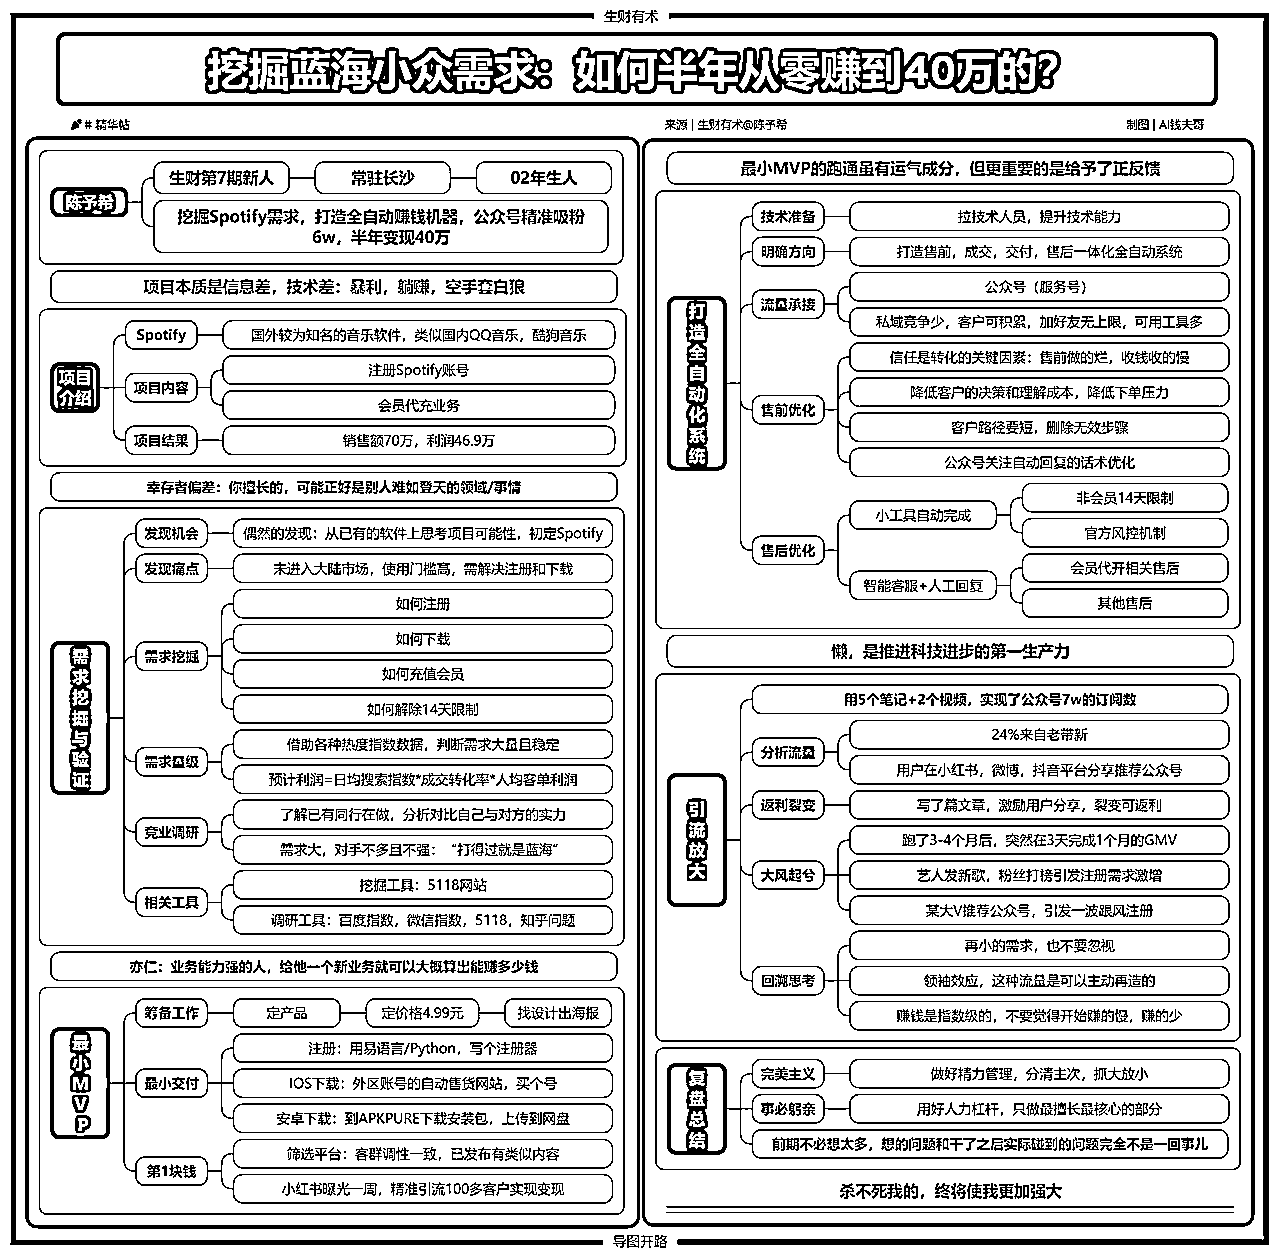 生财有术
挖掘蓝海小众需求：如何半年从零赚到40万的？
# 精华帖
来源 | 生财有术@陈予希
制图 | AI钱夫哥
陈予希
生财第7期新人
常驻长沙
02年生人
挖掘Spotify需求，打造全自动赚钱机器，公众号精准吸粉
6w，半年变现40万
项目本质是信息差，技术差：暴利，躺赚，空手套白狼
项目
介绍
Spotify
国外较为知名的音乐软件，类似国内QQ音乐，酷狗音乐
项目内容
注册Spotify账号
会员代充业务
项目结果
销售额70万，利润46.9万
幸存者偏差：你擅长的，可能正好是别人难如登天的领域/事情
需求挖掘与验证
发现机会
偶然的发现：从已有的软件上思考项目可能性，初定Spotify
发现痛点
未进入大陆市场，使用门槛高，需解决注册和下载
需求挖掘
如何注册
如何下载
如何充值会员
如何解除14天限制
需求量级
借助各种热度指数数据，判断需求大量且稳定
预计利润=日均搜索指数*成交转化率*人均客单利润
竞业调研
了解已有同行在做，分析对比自己与对方的实力
需求大，对手不多且不强：“打得过就是蓝海”
相关工具
挖掘工具：5118网站
调研工具：百度指数，微信指数，5118，知乎问题
亦仁：业务能力强的人，给他一个新业务就可以大概算出能赚多少钱
最小MVP
筹备工作
定产品
定价格4.99元
找设计出海报
最小交付
注册：用易语言/Python，写个注册器
IOS下载：外区账号的自动售货网站，买个号
安卓下载：到APKPURE下载安装包，上传到网盘
第1块钱
筛选平台：客群调性一致，已发布有类似内容
小红书曝光一周，精准引流100多客户实现变现
最小MVP的跑通虽有运气成分，但更重要的是给予了正反馈
打造全自动化系统
技术准备
拉技术人员，提升技术能力
明确方向
打造售前，成交，交付，售后一体化全自动系统
流量承接
公众号（服务号）
私域竞争少，客户可积累，加好友无上限，可用工具多
售前优化
信任是转化的关键因素：售前做的烂，收钱收的慢
降低客户的决策和理解成本，降低下单压力
客户路径要短，删除无效步骤
公众号关注自动回复的话术优化
售后优化
小工具自动完成
非会员14天限制
官方风控机制
智能客服+人工回复
会员代开相关售后
其他售后
懒，是推进科技进步的第一生产力
引流放大
用5个笔记+2个视频，实现了公众号7w的订阅数
分析流量
24%来自老带新
用户在小红书，微博，抖音平台分享推荐公众号
返利裂变
写了篇文章，激励用户分享，裂变可返利
大风起兮
跑了3-4个月后，突然在3天完成1个月的GMV
艺人发新歌，粉丝打榜引发注册需求激增
某大V推荐公众号，引发一波跟风注册
回溯思考
再小的需求，也不要忽视
领袖效应，这种流量是可以主动再造的
赚钱是指数级的，不要觉得开始赚的慢，赚的少
复盘总结
完美主义
做好精力管理，分清主次，抓大放小
事必躬亲
用好人力杠杆，只做最擅长最核心的部分
前期不必想太多，想的问题和干了之后实际碰到的问题完全不是一回事儿
杀不死我的，终将使我更加强大
导图开路